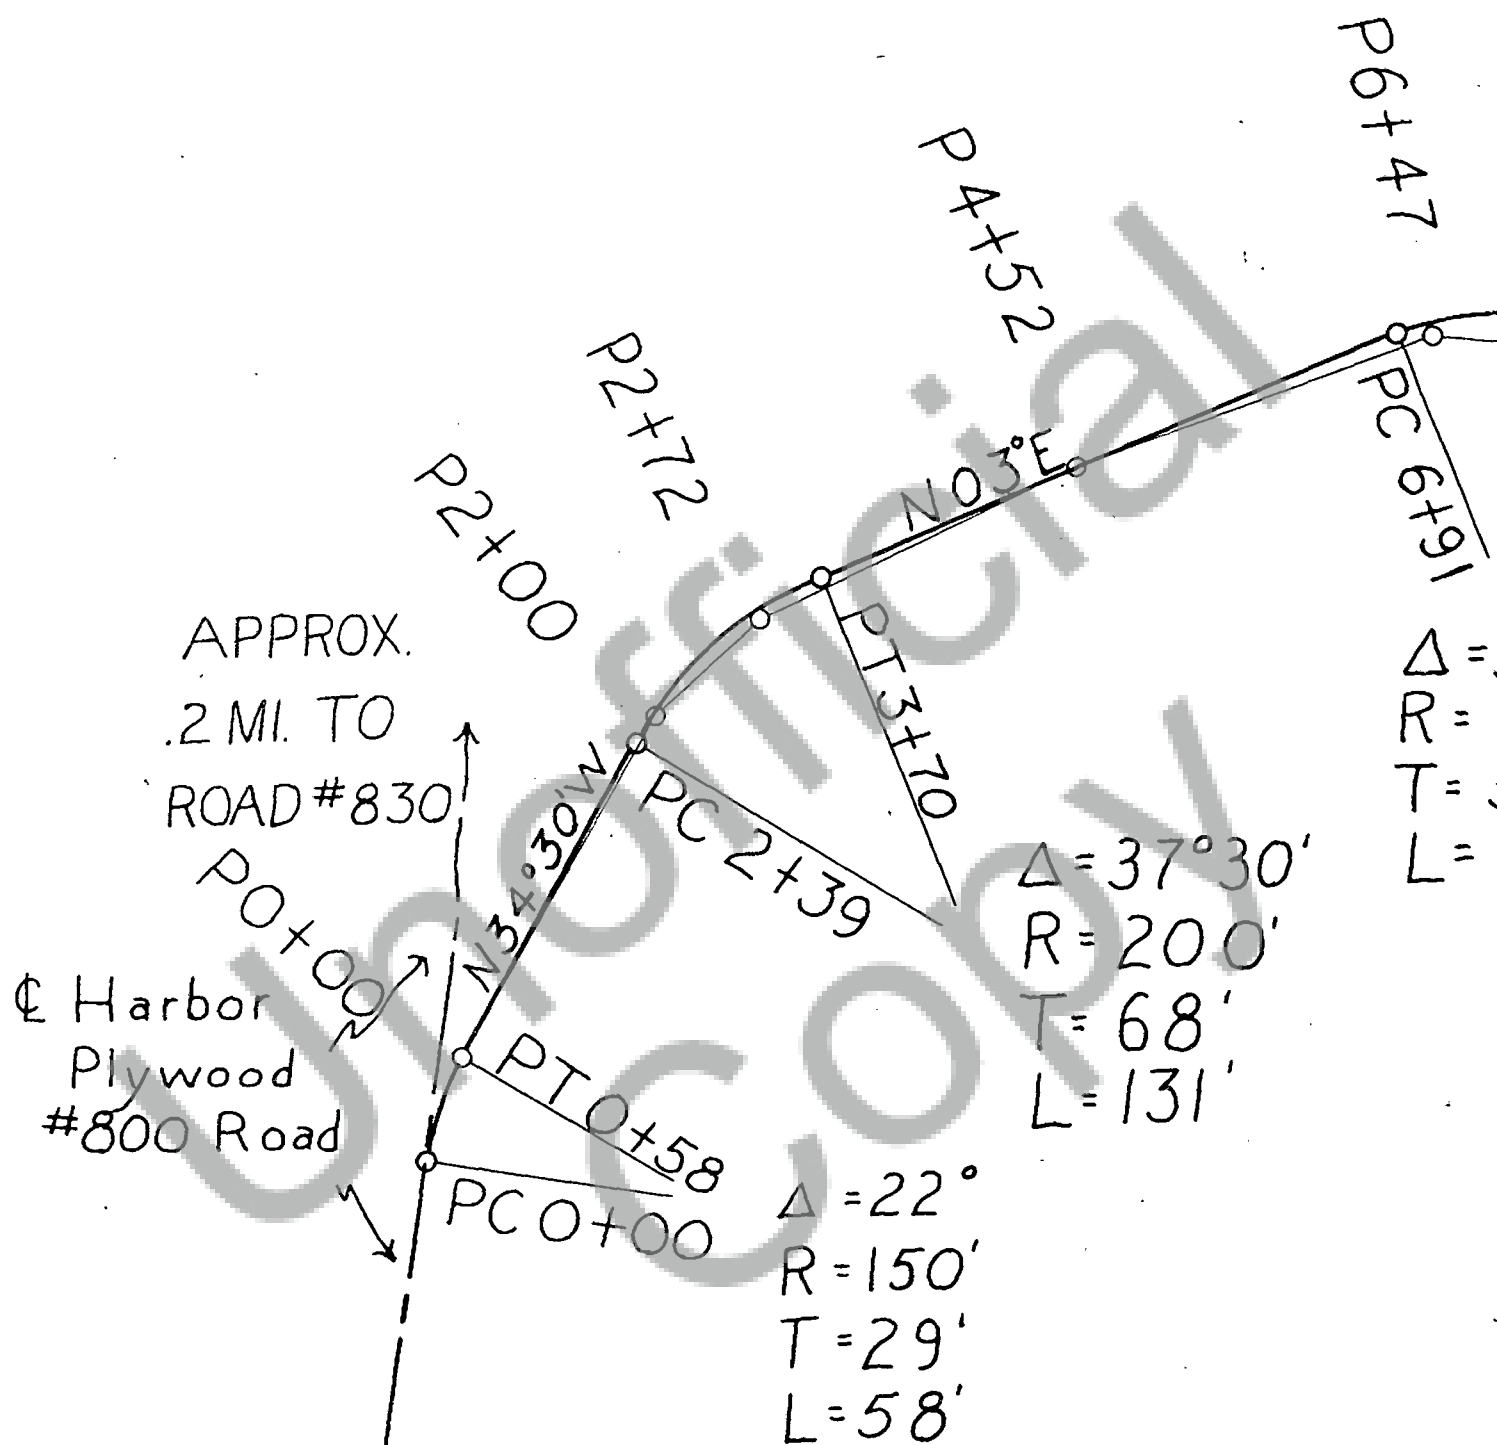 P6+47
P4+52
P2+72
P2+00
N03°E
PC 6+91
APPROX.
.2 MI. TO
ROAD #830
PT 3+70
N34°30'W
PC 2+39
P0+00
℄ Harbor
Plywood
#800 Road
PT 0+58
PC 0+00
Δ = 37°30'
R = 200'
T = 68'
L = 131'
Δ = 22°
R = 150'
T = 29'
L = 58'
Δ =
R =
T =
L =
Unofficial
Copy